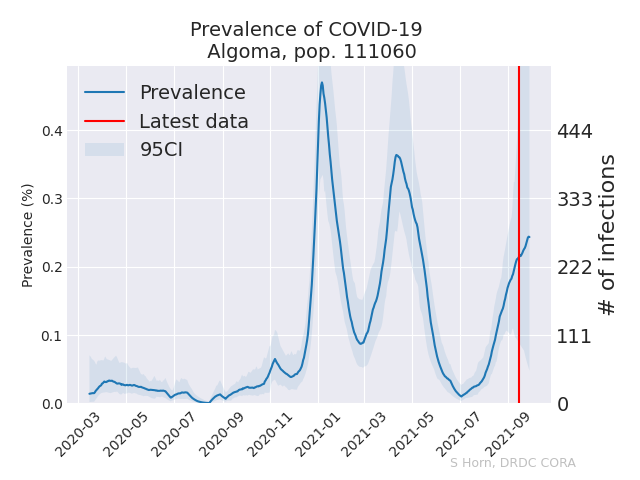 Prevalence of COVID-19
Algoma, pop. 111060
Prevalence
Latest data
95CI
Prevalence (%)
0.4
0.3
0.2
0.1
0.0
444
333
222
111
0
# of infections
2020-03
2020-05
2020-07
2020-09
2020-11
2021-01
2021-03
2021-05
2021-07
2021-09
S Horn, DRDC CORA